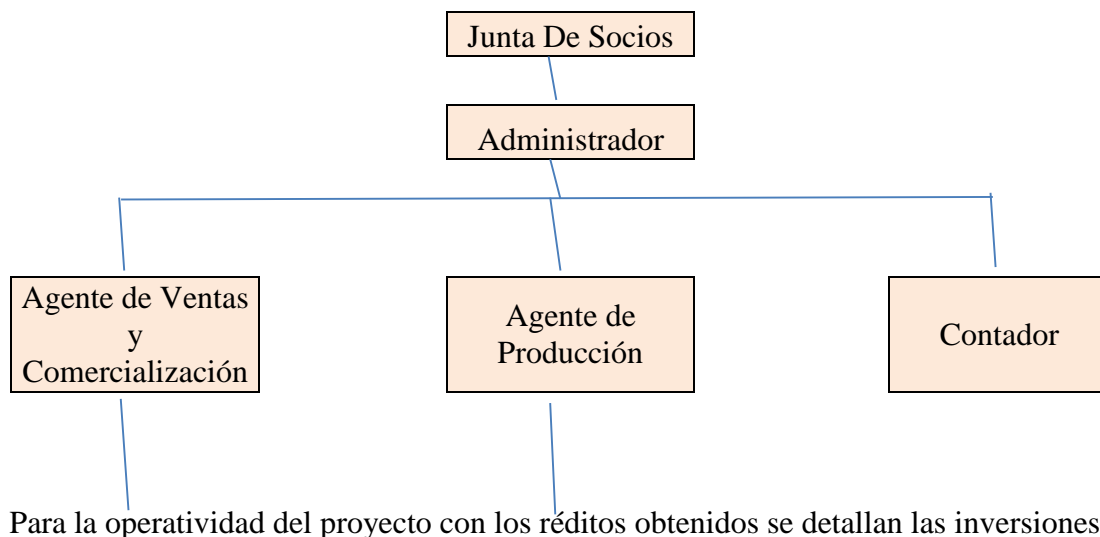 Junta De Socios
Administrador
Agente de Ventas
y
Comercialización
Agente de
Producción
Contador
Para la operatividad del proyecto con los réditos obtenidos se detallan las inversiones